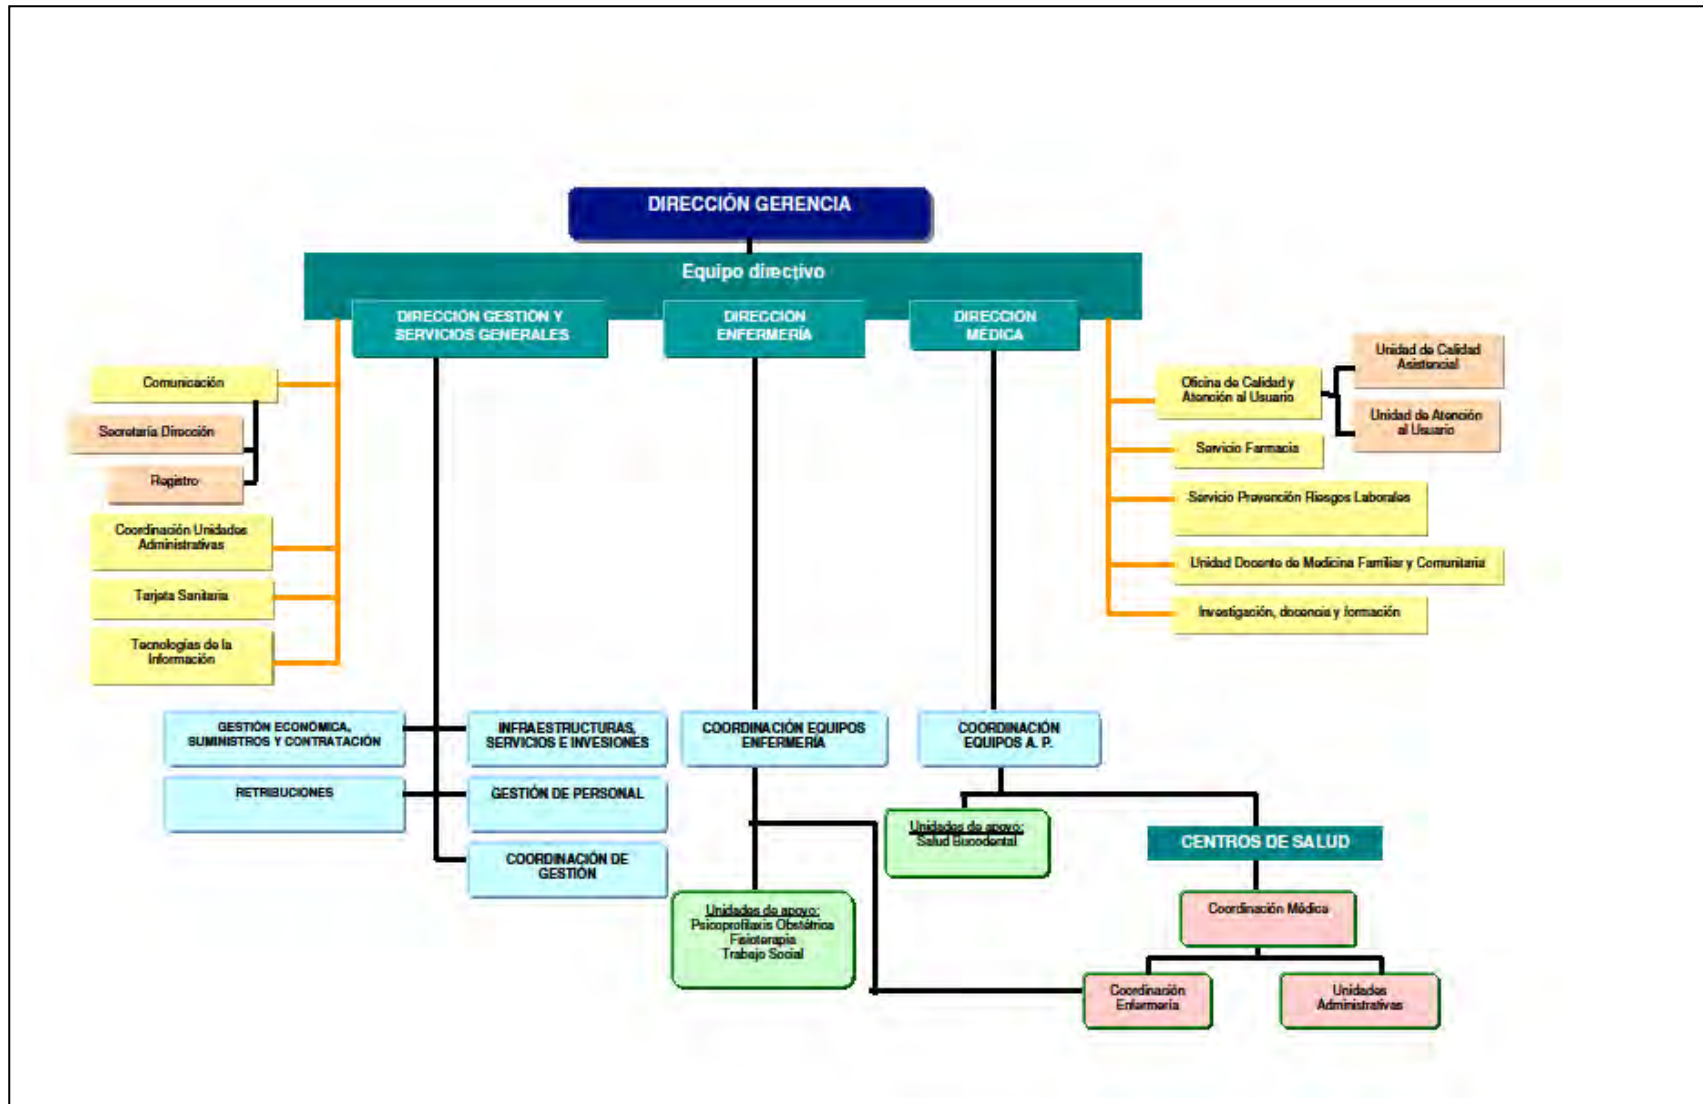 DIRECCIÓN GERENCIA
Equipo directivo
DIRECCIÓN GESTIÓN Y
SERVICIOS GENERALES
DIRECCIÓN
ENFERMERÍA
DIRECCIÓN
MÉDICA
Comunicación
Secretaría Dirección
Registro
Coordinación Unidades
Administrativas
Tarjeta Sanitaria
Tecnologías de la
Información
Oficina de Calidad y
Atención al Usuario
Unidad de Calidad
Asistencial
Unidad de Atención
al Usuario
Servicio Farmacia
Servicio Prevención Riesgos Laborales
Unidad Docente de Medicina Familiar y Comunitaria
Investigación, docencia y formación
GESTIÓN ECONÓMICA,
SUMINISTROS Y CONTRATACIÓN
INFRAESTRUCTURAS,
SERVICIOS E INVESIONES
RETRIBUCIONES
GESTIÓN DE PERSONAL
COORDINACIÓN DE
GESTIÓN
COORDINACIÓN EQUIPOS
ENFERMERÍA
COORDINACIÓN
EQUIPOS A. P.
Unidades de apoyo:
Psicoprofilaxis Obstétrica
Fisioterapia
Trabajo Social
Unidades de apoyo:
Salud Bucodental
CENTROS DE SALUD
Coordinación Médica
Coordinación
Enfermería
Unidades
Administrativas